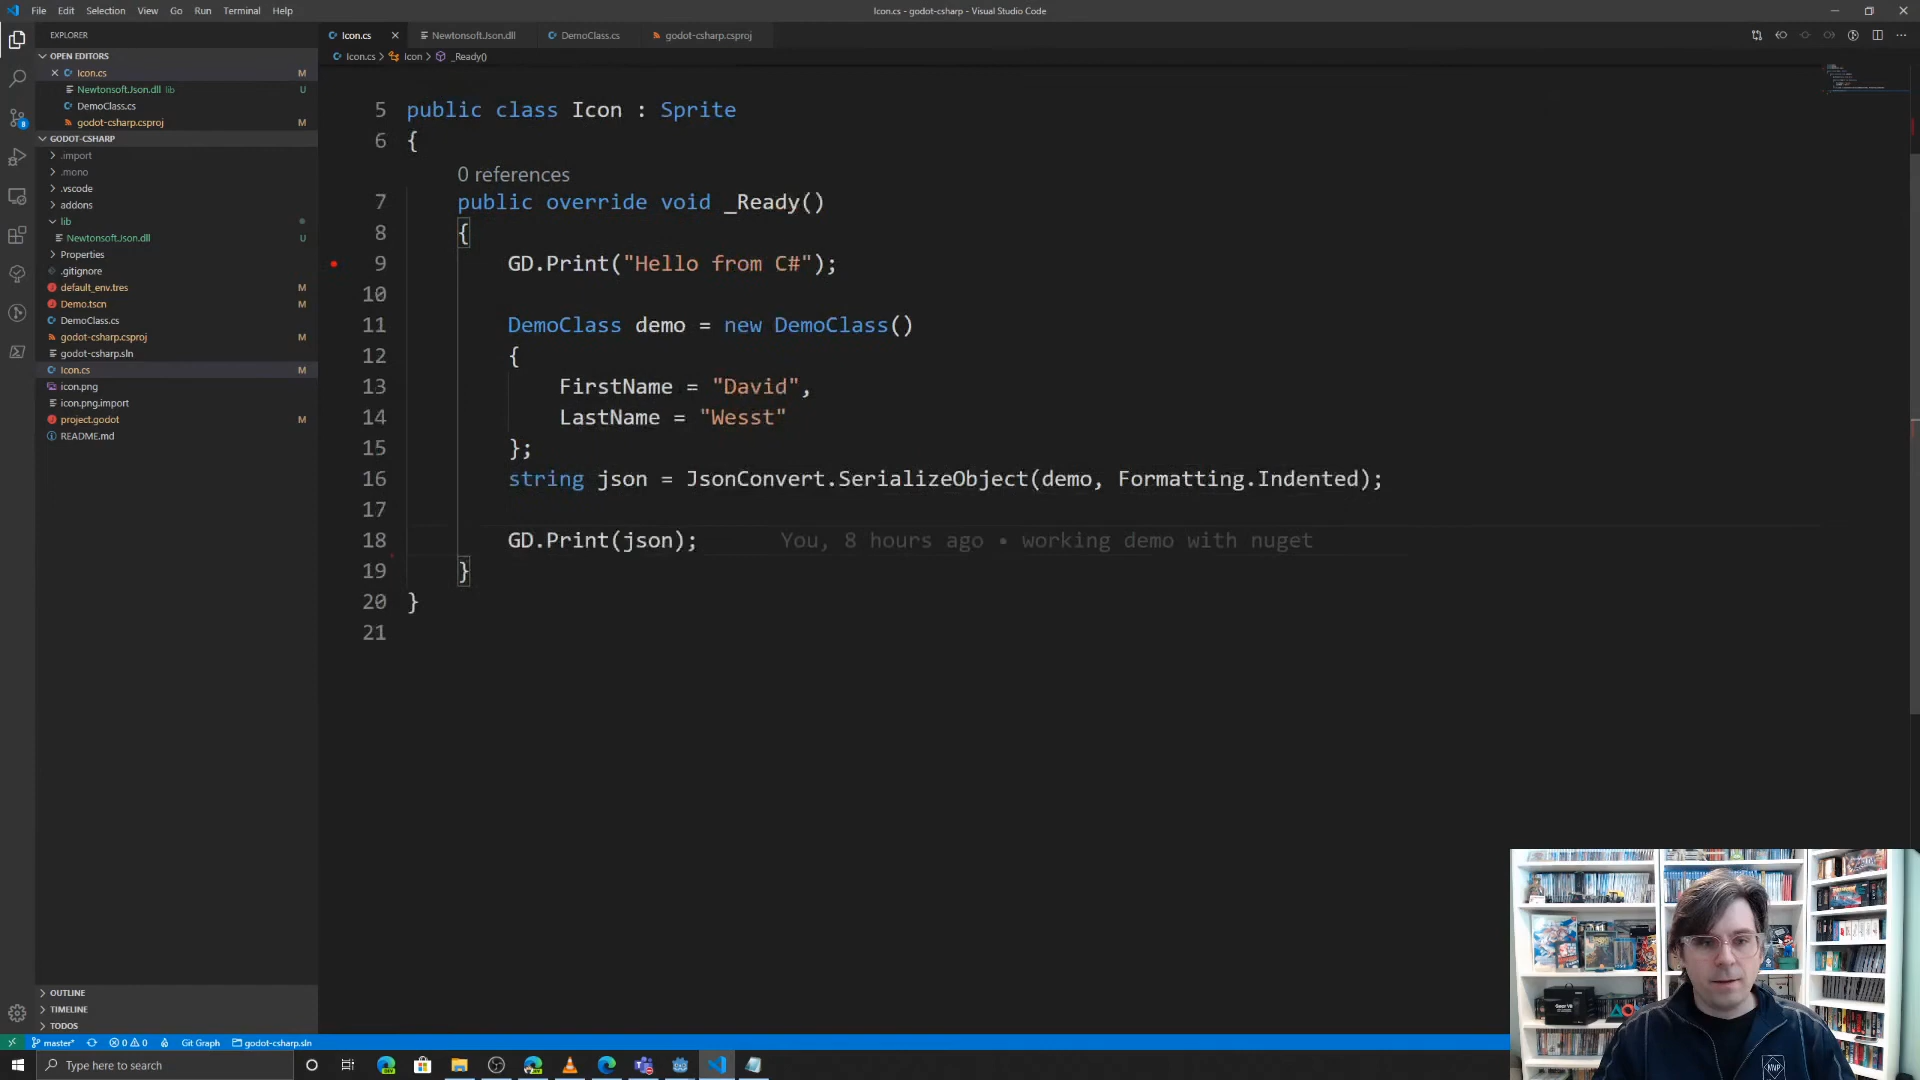 File Edit Selection View Go Run Terminal Help
Icon.cs - godot-csharp - Visual Studio Code
EXPLORER
OPEN EDITORS
Icon.cs M
Newtonsoft.Json.dll lib U
DemoClass.cs
godot-csharp.csproj M
GODOT-CSHARP
.import
.mono
.vscode
addons
lib
Newtonsoft.Json.dll U
Properties
.gitignore
default_env.tres M
Demo.tscn M
DemoClass.cs
godot-csharp.csproj M
godot-csharp.sln
Icon.cs M
icon.png
icon.png.import
project.godot M
README.md
OUTLINE
TIMELINE
TODOS
Icon.cs Newtonsoft.Json.dll DemoClass.cs godot-csharp.csproj
Icon.cs > Icon > _Ready()
5 public class Icon : Sprite
6 {
0 references
7 public override void _Ready()
8 {
9 GD.Print("Hello from C#");
10
11 DemoClass demo = new DemoClass()
12 {
13 FirstName = "David",
14 LastName = "Wesst"
15 };
16 string json = JsonConvert.SerializeObject(demo, Formatting.Indented);
17
18 GD.Print(json); You, 8 hours ago • working demo with nuget
19 }
20 }
21
master* 0 0 Git Graph godot-csharp.sln
Type here to search